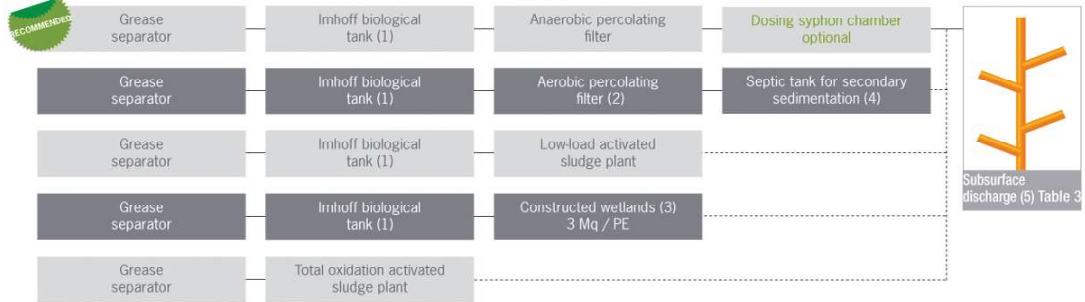 RECOMMENDED
Grease
separator
Imhoff biological
tank (1)
Anaerobic percolating
filter
Dosing syphon chamber
optional
Grease
separator
Imhoff biological
tank (1)
Aerobic percolating
filter (2)
Septic tank for secondary
sedimentation (4)
Grease
separator
Imhoff biological
tank (1)
Low-load activated
sludge plant
Grease
separator
Imhoff biological
tank (1)
Constructed wetlands (3)
3 Mq / PE
Grease
separator
Total oxidation activated
sludge plant
Subsurface
discharge (5) Table 3